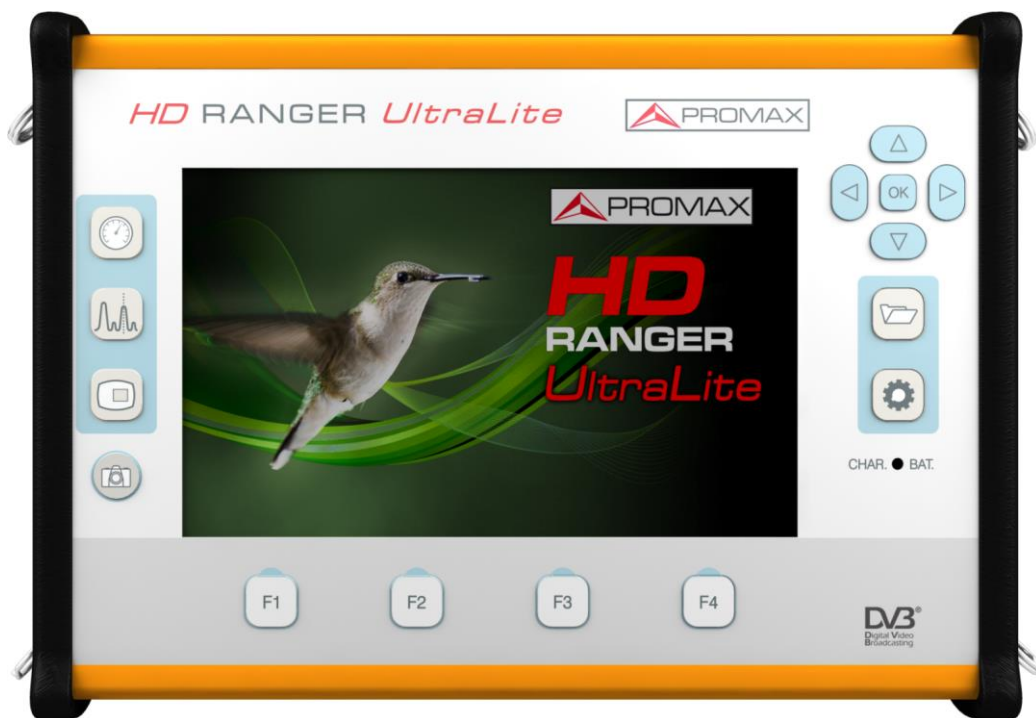 HD RANGER UltraLite
PROMAX
PROMAX
HD
RANGER
UltraLite
OK
CHAR. BAT.
F1
F2
F3
F4
DVB®
Digital Video
Broadcasting